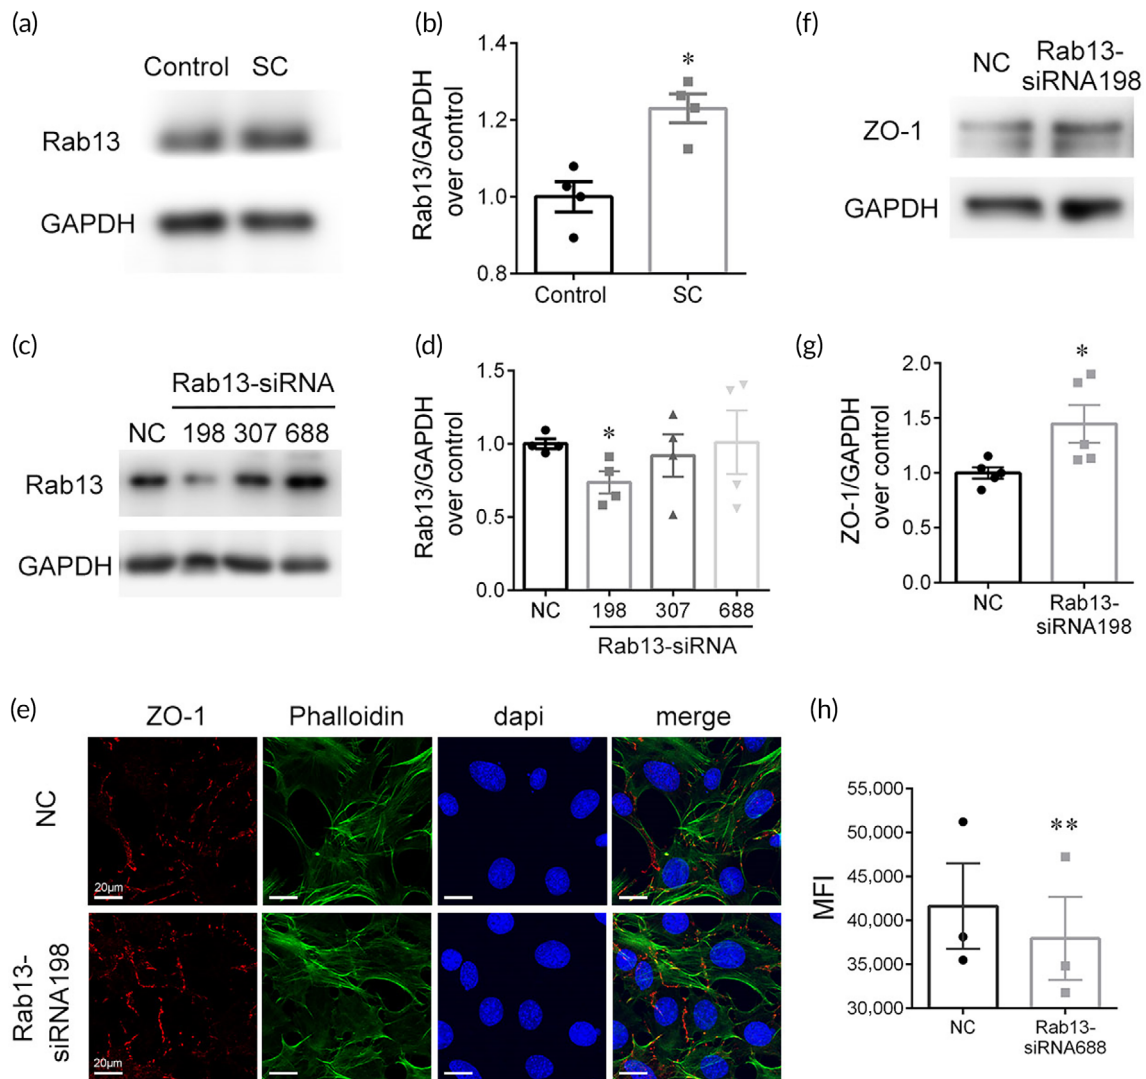 (a)
Control SC
Rab13
GAPDH
(b)
Rab13/GAPDH
over control
1.4
1.2
1.0
0.8
*
Control SC
(f)
NC Rab13-
siRNA198
ZO-1
GAPDH
(c)
Rab13-siRNA
NC 198 307 688
Rab13
GAPDH
(d)
Rab13/GAPDH
over control
1.5
1.0
0.5
0.0
*
NC 198 307 688
Rab13-siRNA
(g)
ZO-1/GAPDH
over control
2.0
1.5
1.0
0.5
0.0
*
NC Rab13-
siRNA198
(e)
ZO-1 Phalloidin dapi merge
NC
20μm
Rab13-
siRNA198
20μm
(h)
MFI
55,000
50,000
45,000
40,000
35,000
30,000
**
NC Rab13-
siRNA688